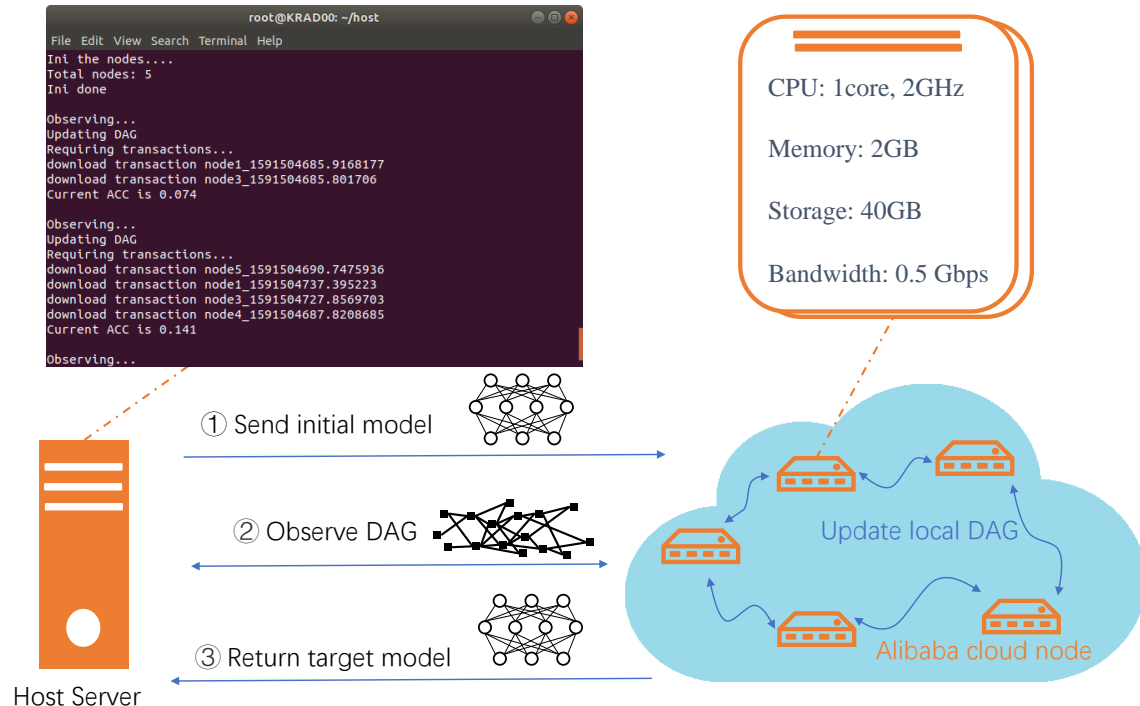 root@KRAD00: ~/host
File Edit View Search Terminal Help
Ini the nodes....
Total nodes: 5
Ini done
Observing...
Updating DAG
Requiring transactions...
download transaction node1_1591504685.9168177
download transaction node3_1591504685.801706
Current ACC is 0.074
Observing...
Updating DAG
Requiring transactions...
download transaction node5_1591504690.7475936
download transaction node1_1591504737.395223
download transaction node3_1591504727.8569703
download transaction node4_1591504687.8208685
Current ACC is 0.141
Observing...
CPU: 1core, 2GHz
Memory: 2GB
Storage: 40GB
Bandwidth: 0.5 Gbps
① Send initial model
② Observe DAG
③ Return target model
Update local DAG
Alibaba cloud node
Host Server